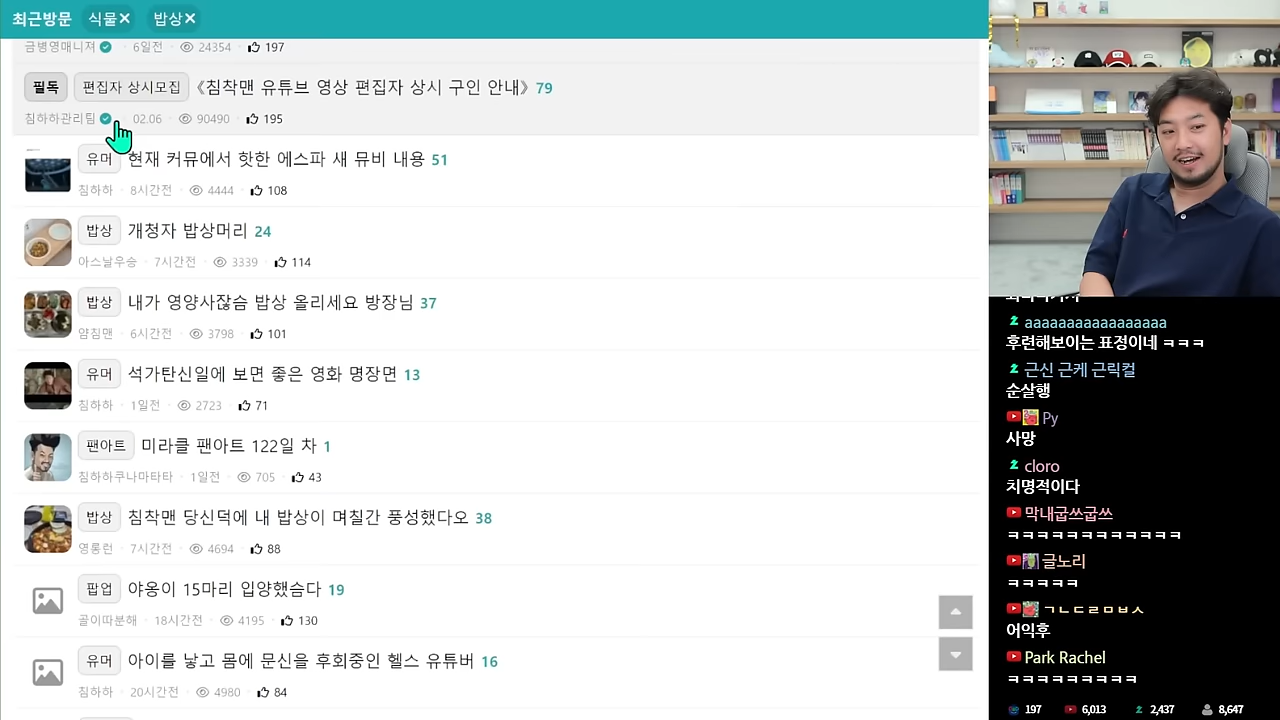 최근방문 식물✕ 밥상✕
금병영매니저 · 6일전 · 24354 · 197
필독 편집자 상시모집 《침착맨 유튜브 영상 편집자 상시 구인 안내》 79
침하하관리팀 · 02.06 · 90490 · 195
유머 현재 커뮤에서 핫한 에스파 새 뮤비 내용 51
침하하 · 8시간전 · 4444 · 108
밥상 개청자 밥상머리 24
아스날우승 · 7시간전 · 3339 · 114
밥상 내가 영양사잖슴 밥상 올리세요 방장님 37
얀침맨 · 6시간전 · 3798 · 101
유머 석가탄신일에 보면 좋은 영화 명장면 13
침하하 · 1일전 · 2723 · 71
팬아트 미라클 팬아트 122일 차 1
침하하쿠나마타타 · 1일전 · 705 · 43
밥상 침착맨 당신덕에 내 밥상이 며칠간 풍성했다오 38
영롱런 · 7시간전 · 4694 · 88
팝업 야옹이 15마리 입양했슴다 19
골이따분해 · 18시간전 · 4195 · 130
유머 아이를 낳고 몸에 문신을 후회중인 헬스 유튜버 16
침하하 · 20시간전 · 4980 · 84
aaaaaaaaaaaaaaaaa
후련해보이는 표정이네 ㅋㅋㅋ
근신 근케 근릭컬
순살행
Py
사망
cloro
치명적이다
막내굽쓰굽쓰
ㅋㅋㅋㅋㅋㅋㅋㅋㅋㅋㅋㅋ
글노리
ㅋㅋㅋㅋㅋ
ㄱㄴㄷㄹㅁㅂㅅ
어익후
Park Rachel
ㅋㅋㅋㅋㅋㅋㅋㅋㅋ
197 6,013 2,437 8,647